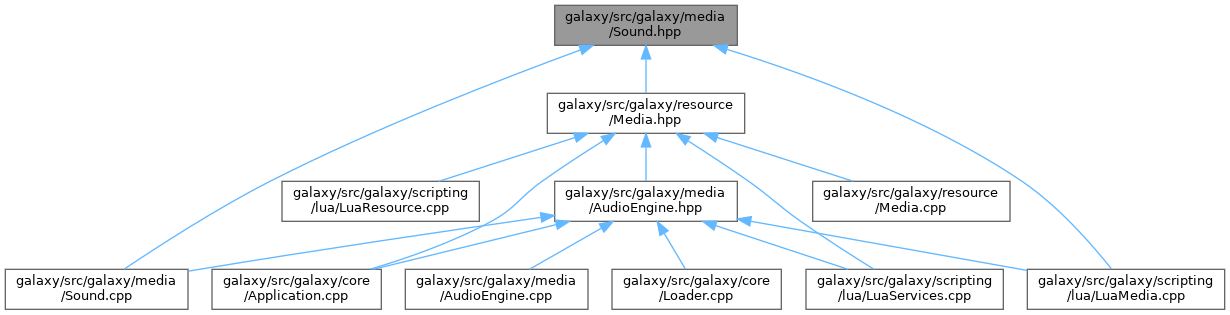 galaxy/src/galaxy/media
/Sound.hpp
galaxy/src/galaxy/resource
/Media.hpp
galaxy/src/galaxy/scripting
/lua/LuaResource.cpp
galaxy/src/galaxy/media
/AudioEngine.hpp
galaxy/src/galaxy/resource
/Media.cpp
galaxy/src/galaxy/media
/Sound.cpp
galaxy/src/galaxy/core
/Application.cpp
galaxy/src/galaxy/media
/AudioEngine.cpp
galaxy/src/galaxy/core
/Loader.cpp
galaxy/src/galaxy/scripting
/lua/LuaServices.cpp
galaxy/src/galaxy/scripting
/lua/LuaMedia.cpp